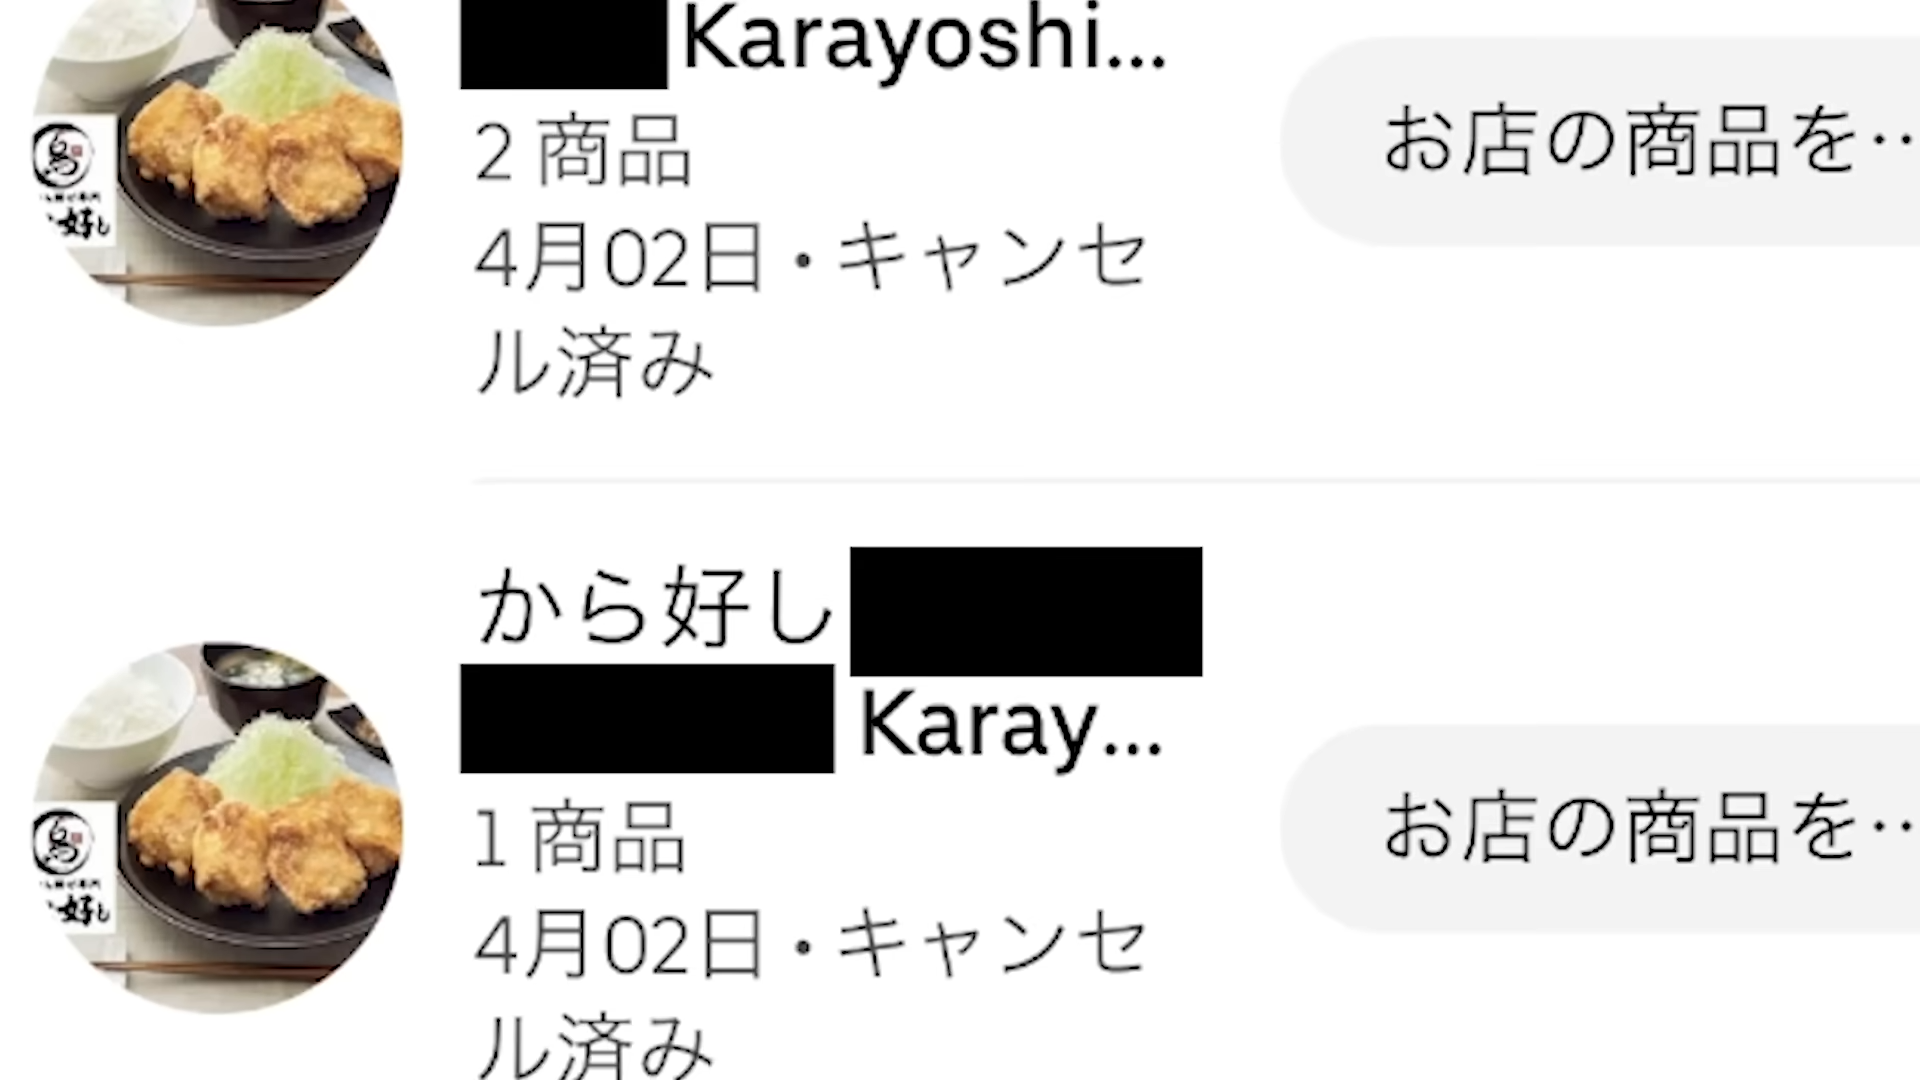 Karayoshi...
2 商品
お店の商品を…
4月02日・キャンセ
ル済み
から好し
Karay...
1 商品
お店の商品を…
4月02日・キャンセ
ル済み